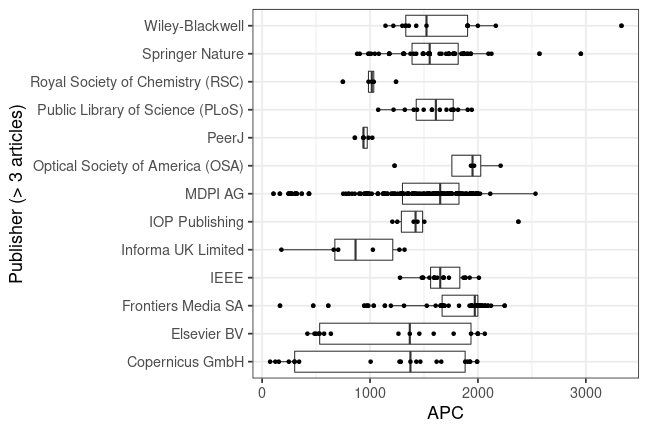 Publisher (> 3 articles)
Wiley-Blackwell
Springer Nature
Royal Society of Chemistry (RSC)
Public Library of Science (PLoS)
PeerJ
Optical Society of America (OSA)
MDPI AG
IOP Publishing
Informa UK Limited
IEEE
Frontiers Media SA
Elsevier BV
Copernicus GmbH
0 1000 2000 3000
APC